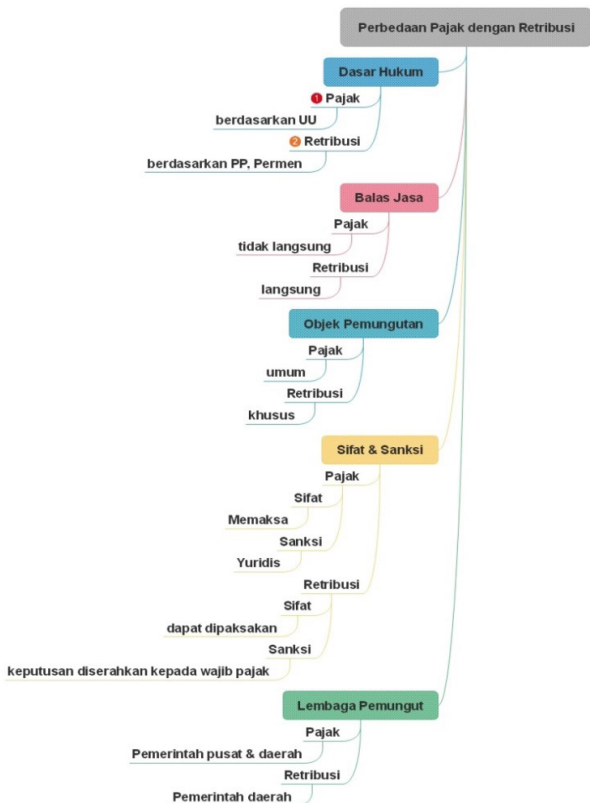 Perbedaan Pajak dengan Retribusi
Dasar Hukum
1 Pajak
berdasarkan UU
2 Retribusi
berdasarkan PP, Permen
Balas Jasa
Pajak
tidak langsung
Retribusi
langsung
Objek Pemungutan
Pajak
umum
Retribusi
khusus
Sifat & Sanksi
Pajak
Sifat
Memaksa
Sanksi
Yuridis
Retribusi
Sifat
dapat dipaksakan
Sanksi
keputusan diserahkan kepada wajib pajak
Lembaga Pemungut
Pajak
Pemerintah pusat & daerah
Retribusi
Pemerintah daerah